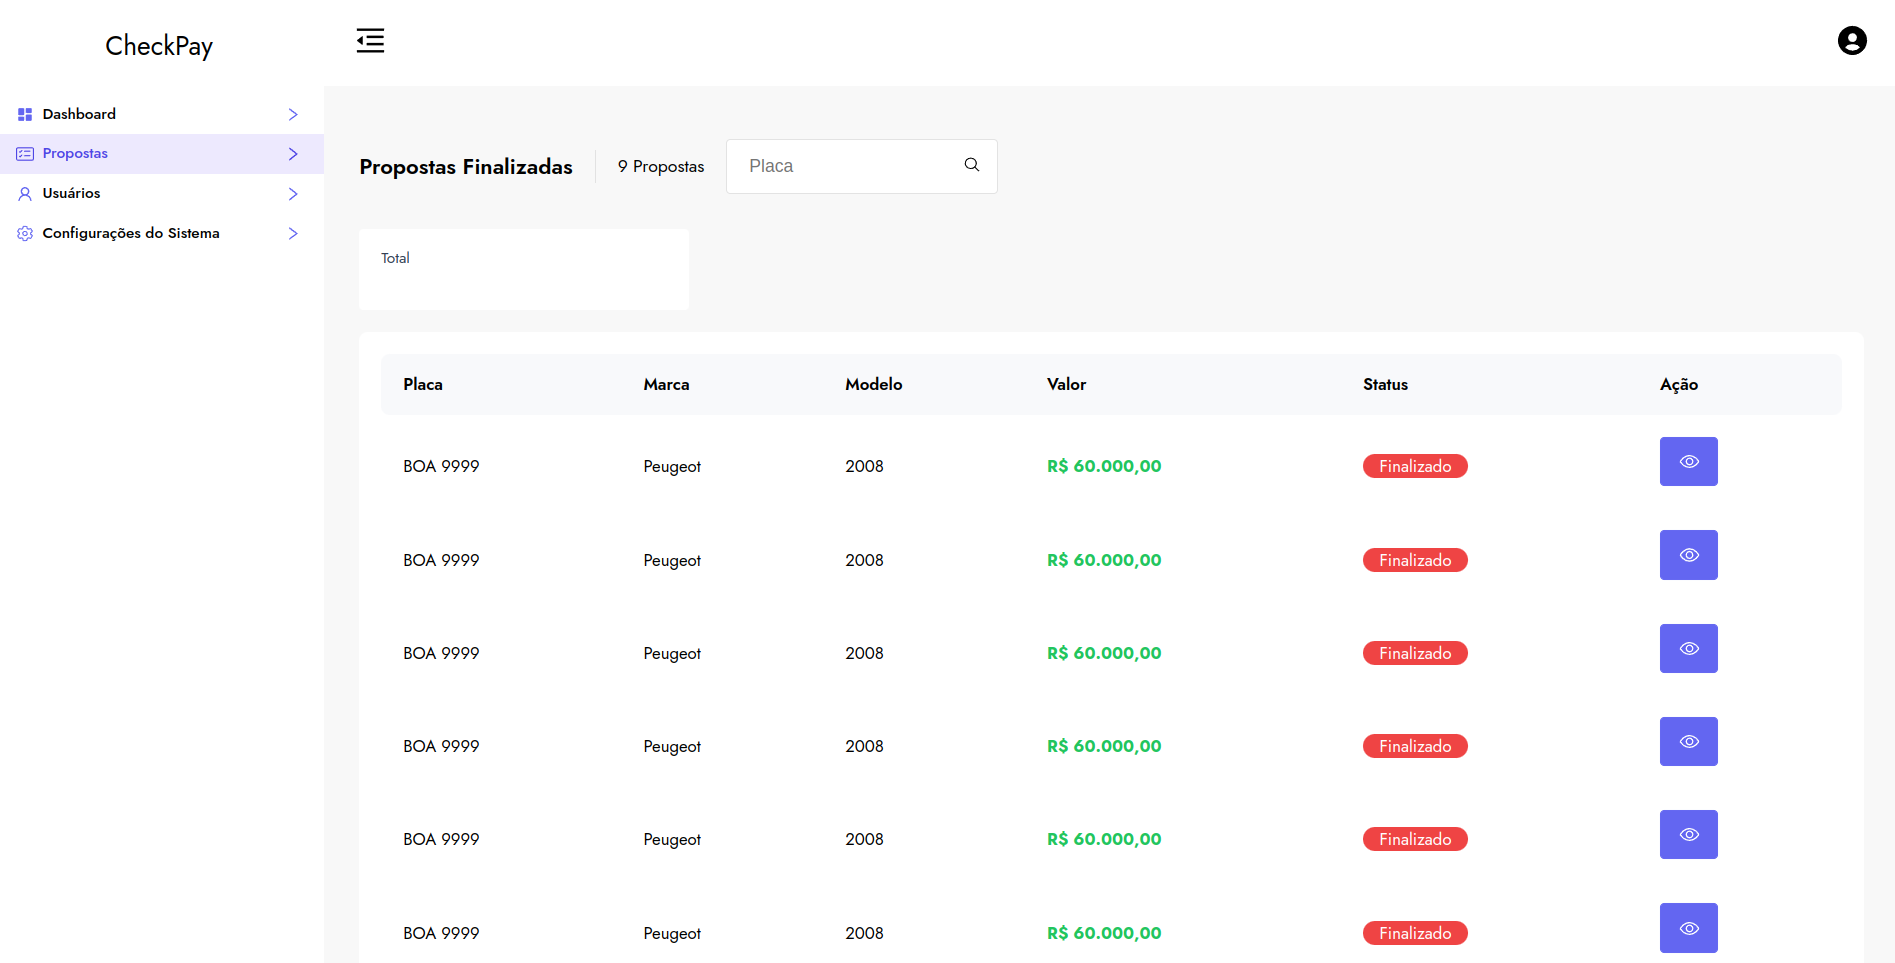 CheckPay
Dashboard
Propostas
Usuários
Configurações do Sistema
Propostas Finalizadas 9 Propostas Placa
Total
Placa Marca Modelo Valor Status Ação
BOA 9999 Peugeot 2008 R$ 60.000,00 Finalizado
BOA 9999 Peugeot 2008 R$ 60.000,00 Finalizado
BOA 9999 Peugeot 2008 R$ 60.000,00 Finalizado
BOA 9999 Peugeot 2008 R$ 60.000,00 Finalizado
BOA 9999 Peugeot 2008 R$ 60.000,00 Finalizado
BOA 9999 Peugeot 2008 R$ 60.000,00 Finalizado